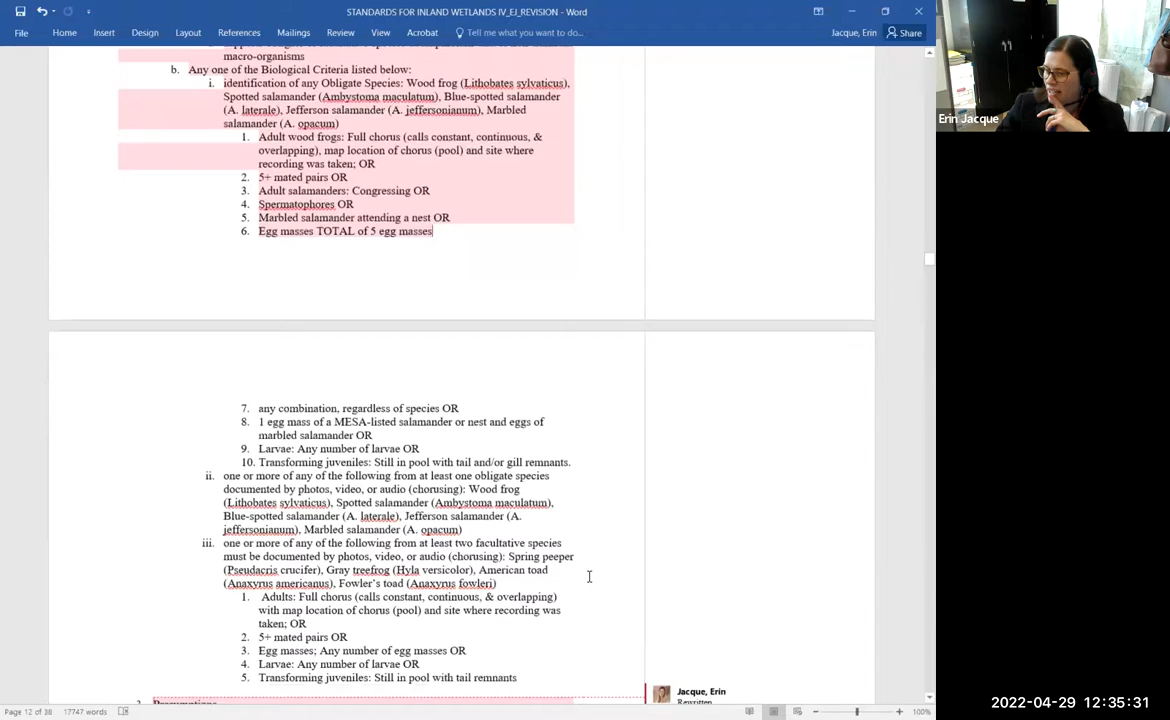 STANDARDS FOR INLAND WETLANDS IV_EJ_REVISION - Word
File Home Insert Design Layout References Mailings Review View Acrobat Tell me what you want to do... Jacque, Erin Share
macro-organisms
b. Any one of the Biological Criteria listed below:
i. identification of any Obligate Species: Wood frog (Lithobates sylvaticus),
Spotted salamander (Ambystoma maculatum), Blue-spotted salamander
(A. laterale), Jefferson salamander (A. jeffersonianum), Marbled
salamander (A. opacum)
1. Adult wood frogs: Full chorus (calls constant, continuous, &
overlapping), map location of chorus (pool) and site where
recording was taken; OR
2. 5+ mated pairs OR
3. Adult salamanders: Congressing OR
4. Spermatophores OR
5. Marbled salamander attending a nest OR
6. Egg masses TOTAL of 5 egg masses
7. any combination, regardless of species OR
8. 1 egg mass of a MESA-listed salamander or nest and eggs of
marbled salamander OR
9. Larvae: Any number of larvae OR
10. Transforming juveniles: Still in pool with tail and/or gill remnants.
ii. one or more of any of the following from at least one obligate species
documented by photos, video, or audio (chorusing): Wood frog
(Lithobates sylvaticus), Spotted salamander (Ambystoma maculatum),
Blue-spotted salamander (A. laterale), Jefferson salamander (A.
jeffersonianum), Marbled salamander (A. opacum)
iii. one or more of any of the following from at least two facultative species
must be documented by photos, video, or audio (chorusing): Spring peeper
(Pseudacris crucifer), Gray treefrog (Hyla versicolor), American toad
(Anaxyrus americanus), Fowler's toad (Anaxyrus fowleri)
1. Adults: Full chorus (calls constant, continuous, & overlapping)
with map location of chorus (pool) and site where recording was
taken; OR
2. 5+ mated pairs OR
3. Egg masses; Any number of egg masses OR
4. Larvae: Any number of larvae OR
5. Transforming juveniles: Still in pool with tail remnants
Jacque, Erin
Erin Jacque
Page 12 of 38 17747 words
100%
2022-04-29 12:35:31